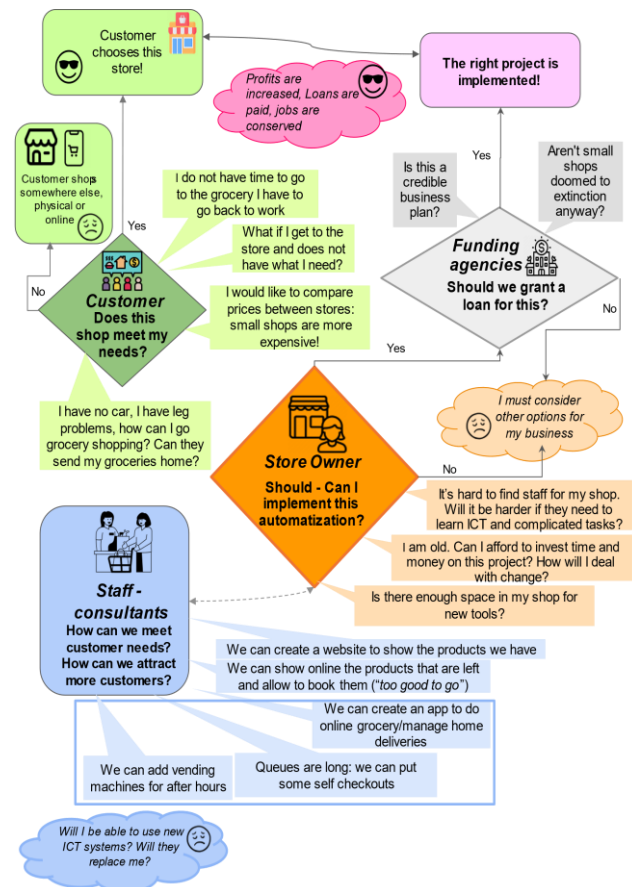 Customer
chooses this
store!
The right project is
implemented!
Profits are
increased, Loans are
paid, jobs are
conserved
Customer shops
somewhere else,
physical or
online
Yes
No
I do not have time to go
to the grocery I have to
go back to work
What if I get to the
store and does not
have what I need?
I would like to compare
prices between stores:
small shops are more
expensive!
Customer
Does this
shop meet my
needs?
I have no car, I have leg
problems, how can I go
grocery shopping? Can they
send my groceries home?
Yes
Is this a
credible
business
plan?
Aren't small
shops
doomed to
extinction
anyway?
Funding
agencies
Should we grant a
loan for this?
No
Yes
I must consider
other options for
my business
No
Store Owner
Should - Can I
implement this
automatization?
It's hard to find staff for my shop.
Will it be harder if they need to
learn ICT and complicated tasks?
I am old. Can I afford to invest time and
money on this project? How will I deal
with change?
Is there enough space in my shop for
new tools?
Staff -
consultants
How can we meet
customer needs?
How can we attract
more customers?
We can create a website to show the products we have
We can show online the products that are left
and allow to book them ("too good to go")
We can create an app to do
online grocery/manage home
deliveries
We can add vending
machines for after hours
Queues are long: we can put
some self checkouts
Will I be able to use new
ICT systems? Will they
replace me?